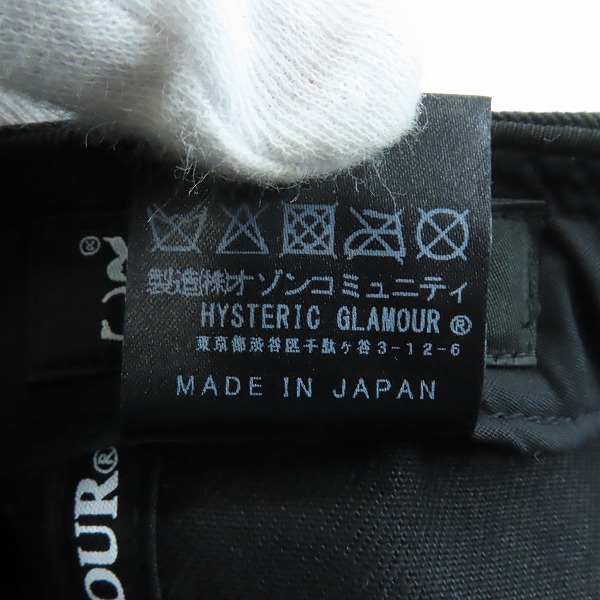 製造(株)オゾンコミュニティ
HYSTERIC GLAMOUR®
東京都渋谷区千駄ヶ谷3-12-6
MADE IN JAPAN
OUR®
®